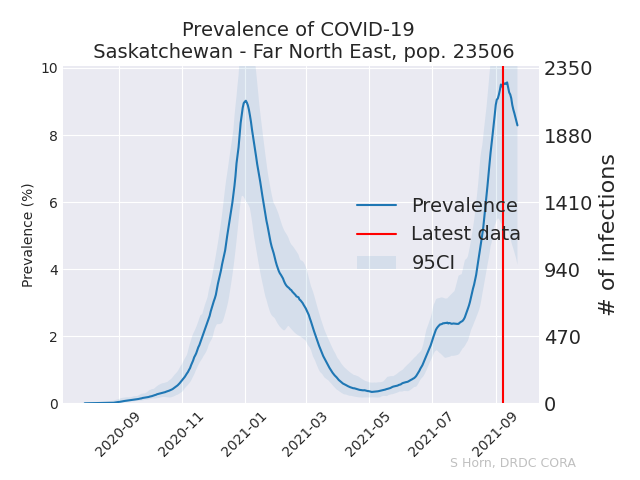 Prevalence of COVID-19
Saskatchewan - Far North East, pop. 23506
Prevalence (%)
10
8
6
4
2
0
2350
1880
1410
940
470
0
# of infections
Prevalence
Latest data
95CI
2020-09
2020-11
2021-01
2021-03
2021-05
2021-07
2021-09
S Horn, DRDC CORA